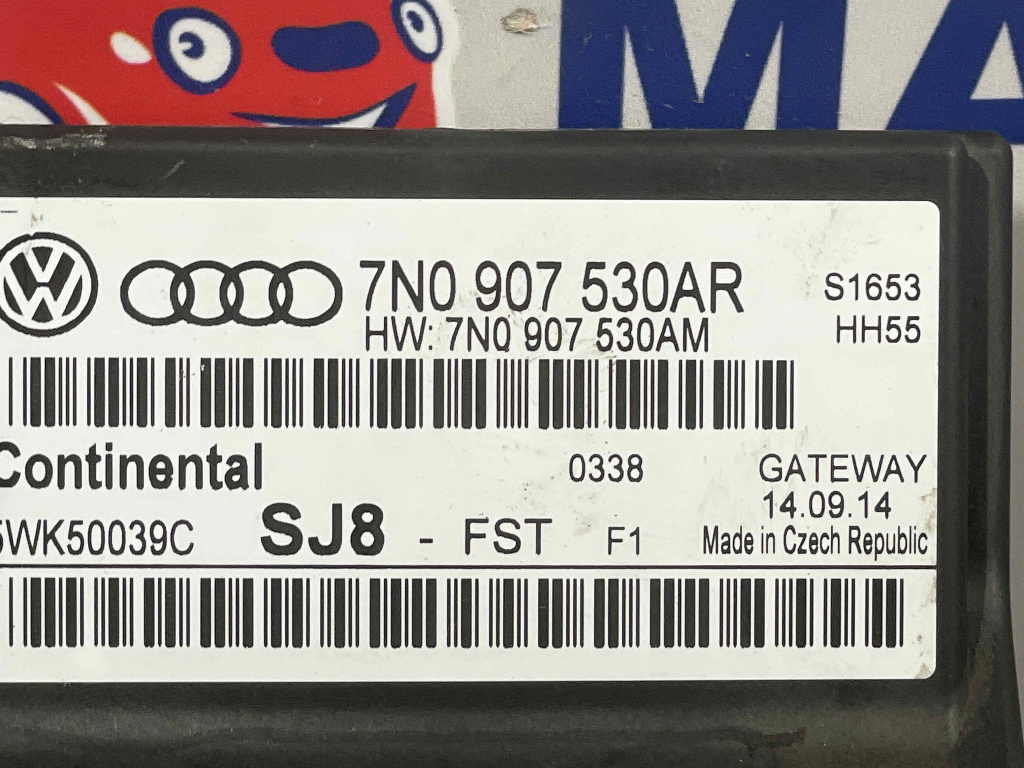 MA
7N0 907 530AR
S1653
HW: 7N0 907 530AM
HH55
Continental
0338
GATEWAY
14.09.14
5WK50039C
SJ8 - FST F1
Made in Czech Republic